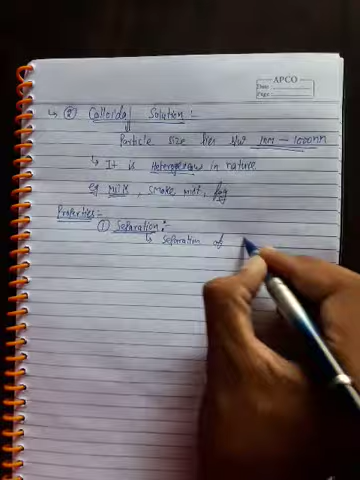 APCO
Date:
Page:
↳ ② Colloidal Solution :-
Particle size lies b/w 1nm - 1000nm
↳ It is Heterogeneous in nature
Eg Milk, smoke mist, fog
Properties:-
① Separation:-
↳ Separation of